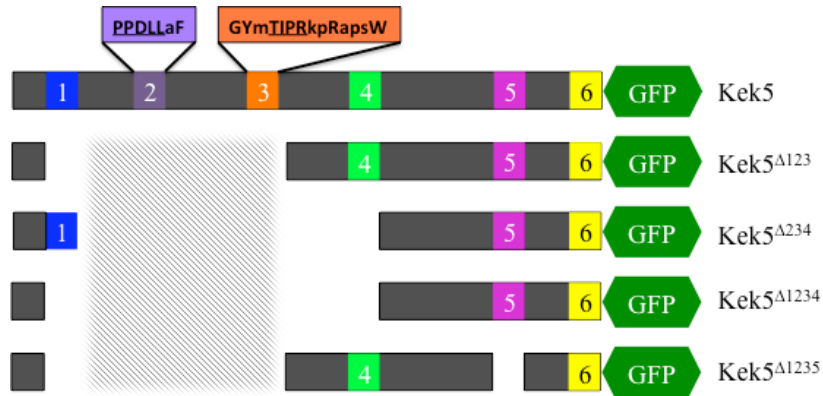 PPDLLaF GYmTIPRkpRapsW
1 2 3 4 5 6 GFP Kek5
4 5 6 GFP Kek5Δ123
1 5 6 GFP Kek5Δ234
5 6 GFP Kek5Δ1234
4 6 GFP Kek5Δ1235